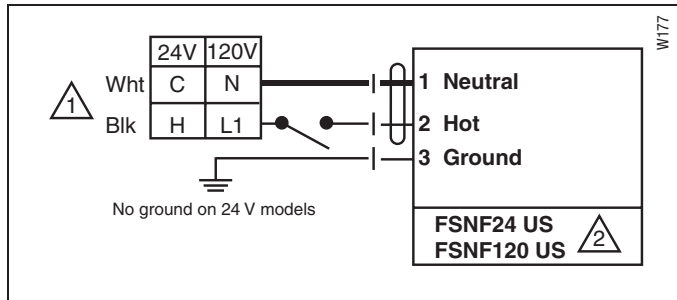 W177
24V 120V
1 Wht C N 1 Neutral
Blk H L1 2 Hot
3 Ground
No ground on 24 V models
FSNF24 US
FSNF120 US 2